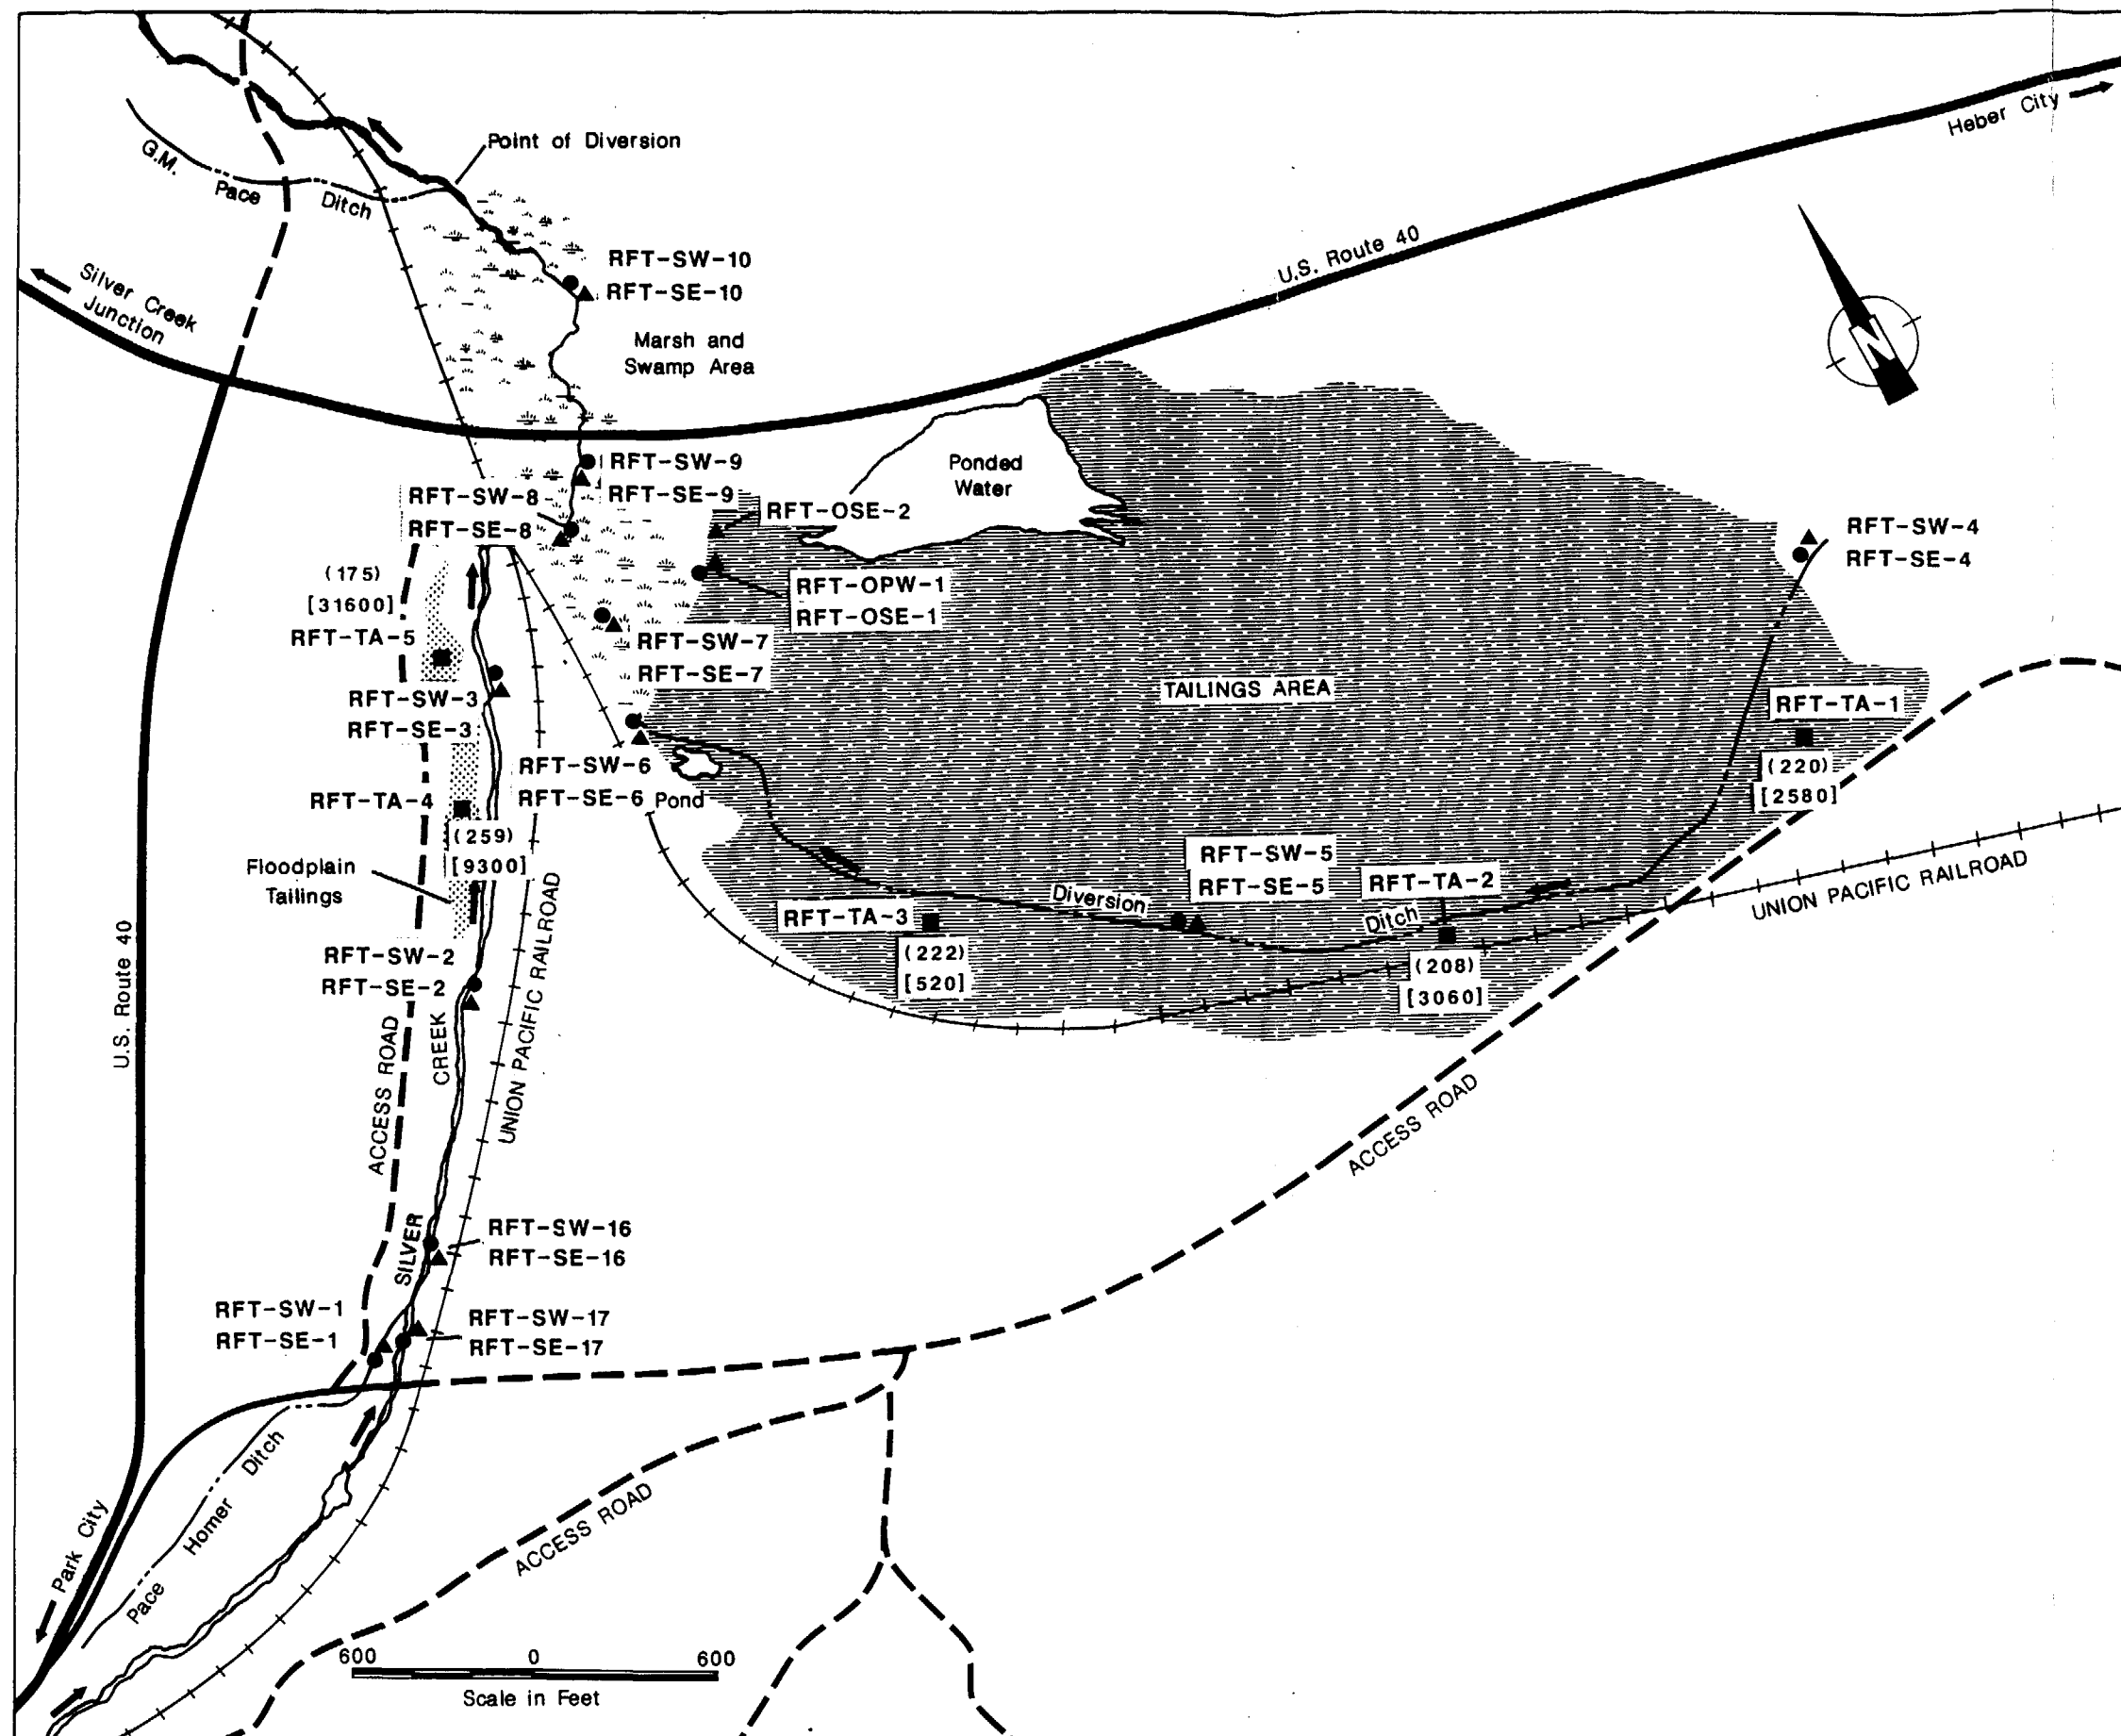 Heber City
Point of Diversion
G.M.
Pace
Ditch
U.S. Route 40
RFT-SW-10
RFT-SE-10
Silver Creek
Junction
Marsh and
Swamp Area
N
RFT-SW-9
RFT-SE-9
RFT-SW-8
RFT-SE-8
Ponded
Water
RFT-OSE-2
RFT-SW-4
RFT-SE-4
(175)
[31600]
RFT-TA-5
RFT-OPW-1
RFT-OSE-1
RFT-SW-7
RFT-SE-7
RFT-SW-3
RFT-SE-3
TAILINGS AREA
RFT-TA-1
(220)
[2580]
RFT-SW-6
RFT-SE-6
Pond
RFT-TA-4
(259)
[9300]
Floodplain
Tailings
RFT-SW-5
RFT-SE-5
RFT-TA-2
Diversion
Ditch
RFT-TA-3
(222)
[520]
(208)
[3060]
UNION PACIFIC RAILROAD
RFT-SW-2
RFT-SE-2
U.S. Route 40
ACCESS ROAD
CREEK
UNION PACIFIC RAILROAD
ACCESS ROAD
SILVER
RFT-SW-16
RFT-SE-16
RFT-SW-1
RFT-SE-1
RFT-SW-17
RFT-SE-17
Ditch
Homer
Pace
Park City
ACCESS ROAD
600 0 600
Scale in Feet